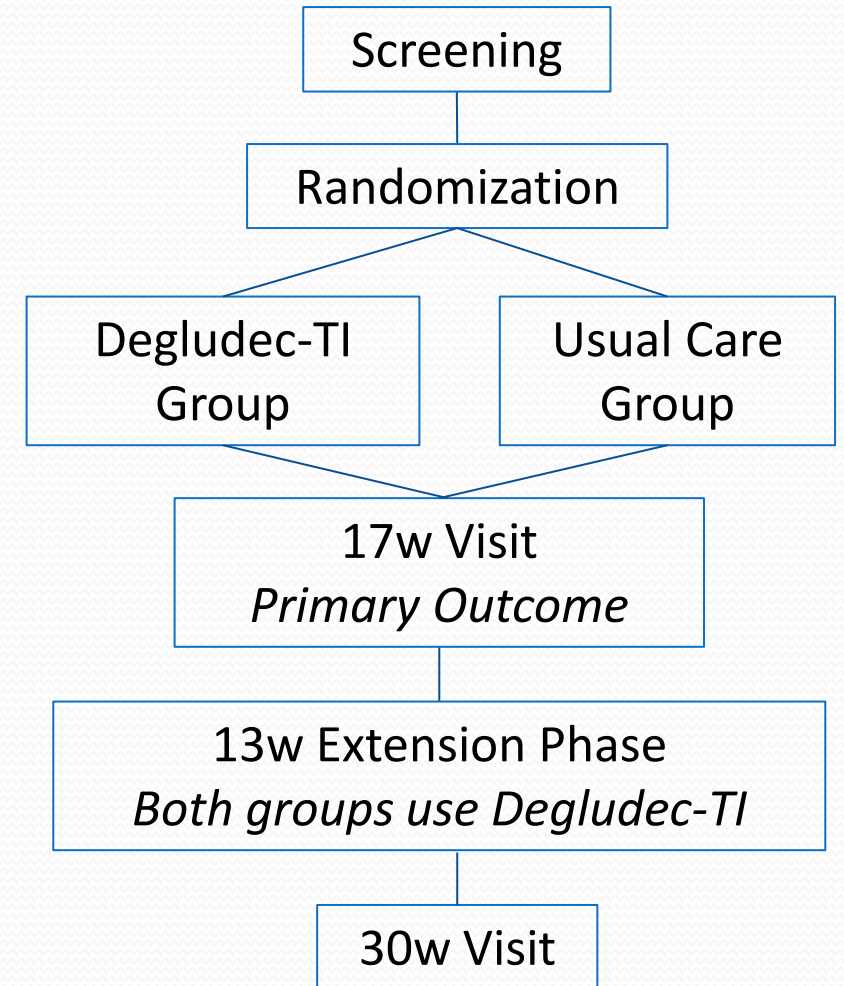 Screening
Randomization
Degludec-TI
Group
Usual Care
Group
17w Visit
Primary Outcome
13w Extension Phase
Both groups use Degludec-TI
30w Visit